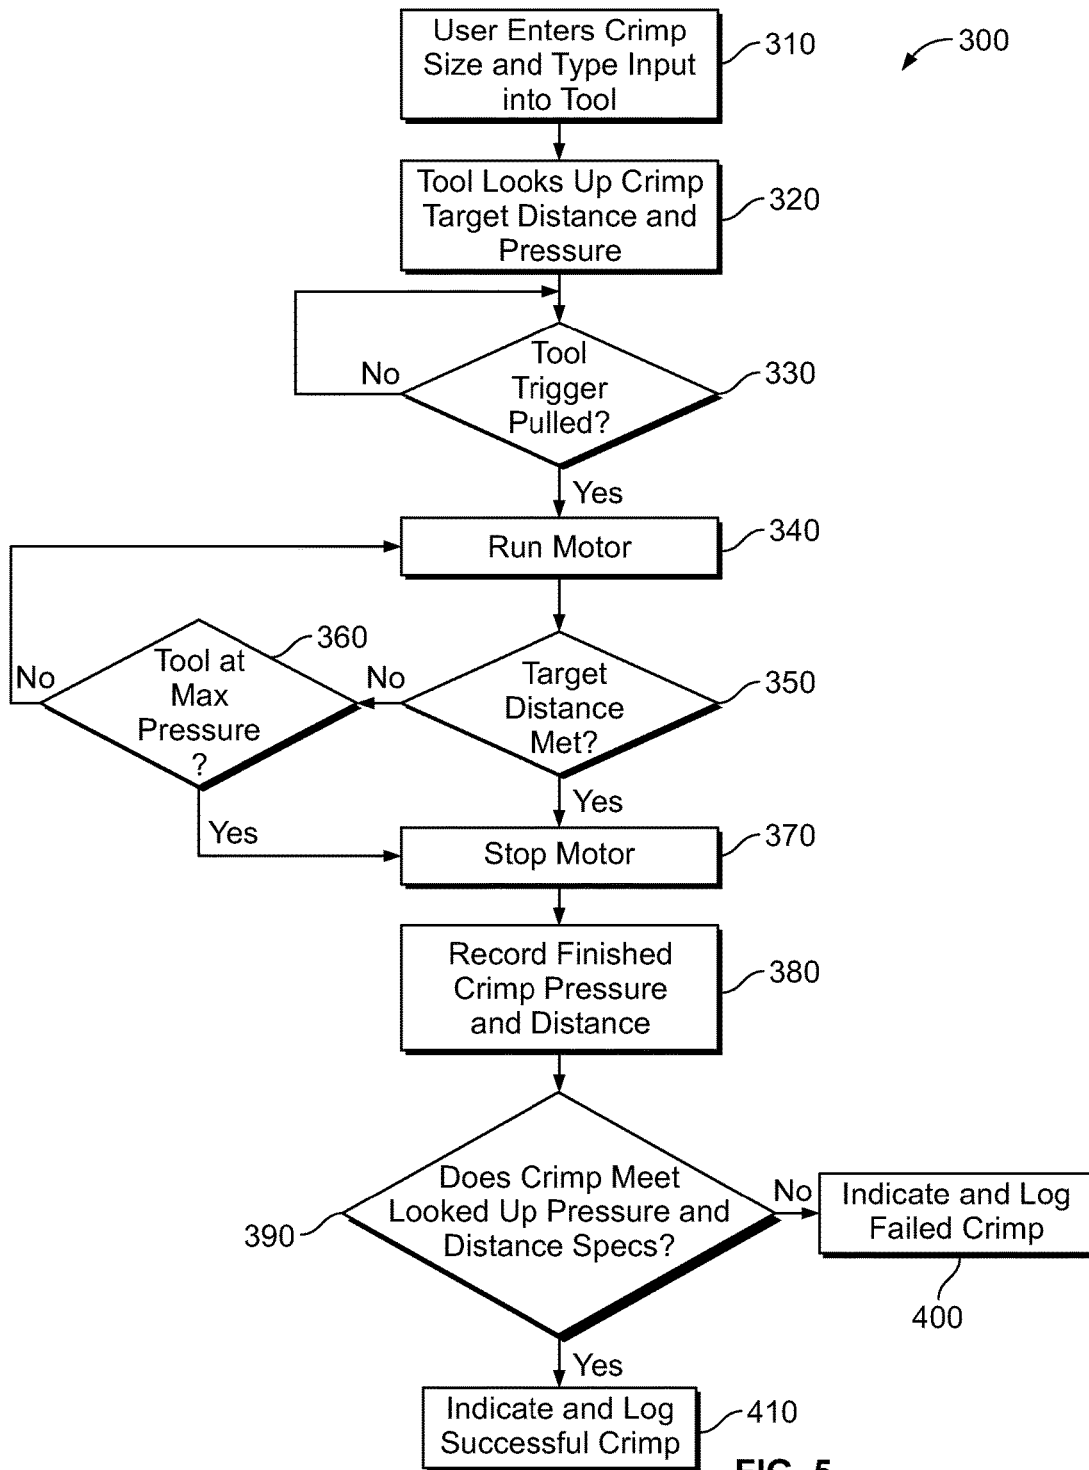 User Enters Crimp
Size and Type Input
into Tool
310
300
Tool Looks Up Crimp
Target Distance and
Pressure
320
Tool
Trigger
Pulled?
330
No
Yes
Run Motor
340
Target
Distance
Met?
350
No
Tool at
Max
Pressure
?
360
No
Yes
Yes
Stop Motor
370
Record Finished
Crimp Pressure
and Distance
380
Does Crimp Meet
Looked Up Pressure and
Distance Specs?
390
No
Indicate and Log
Failed Crimp
400
Yes
Indicate and Log
Successful Crimp
410
FIG. 5